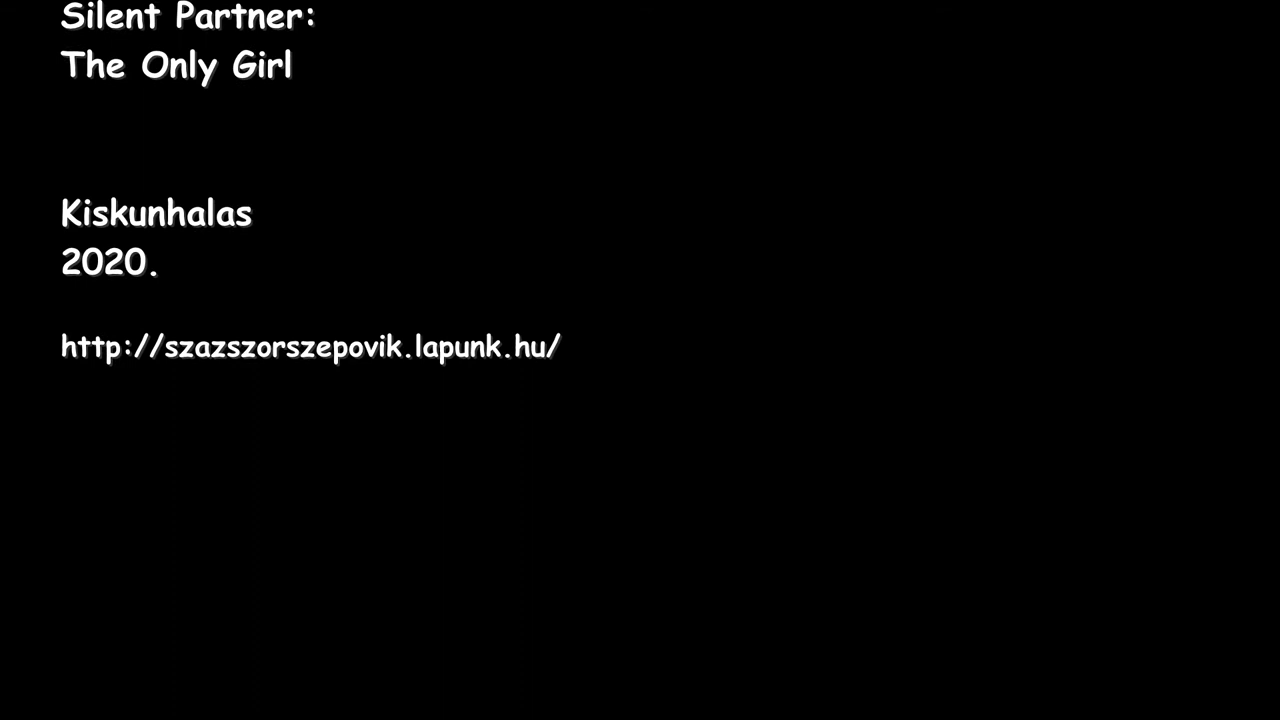 Silent Partner:
The Only Girl
Kiskunhalas
2020.
http://szazszorszepovik.lapunk.hu/